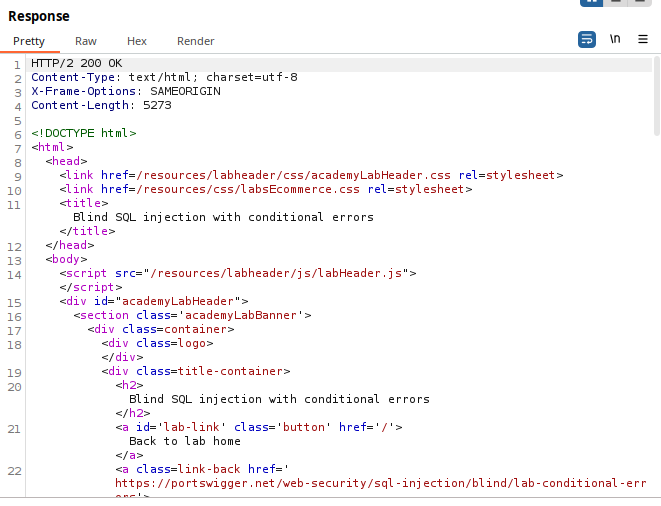 Response
Pretty Raw Hex Render \n
1 HTTP/2 200 OK
2 Content-Type: text/html; charset=utf-8
3 X-Frame-Options: SAMEORIGIN
4 Content-Length: 5273
5
6 <!DOCTYPE html>
7 <html>
8 <head>
9 <link href=/resources/labheader/css/academyLabHeader.css rel=stylesheet>
10 <link href=/resources/css/labsEcommerce.css rel=stylesheet>
11 <title>
Blind SQL injection with conditional errors
</title>
12 </head>
13 <body>
14 <script src="/resources/labheader/js/labHeader.js">
</script>
15 <div id="academyLabHeader">
16 <section class='academyLabBanner'>
17 <div class=container>
18 <div class=logo>
</div>
19 <div class=title-container>
20 <h2>
Blind SQL injection with conditional errors
</h2>
21 <a id='lab-link' class='button' href='/'>
Back to lab home
</a>
22 <a class=link-back href='
https://portswigger.net/web-security/sql-injection/blind/lab-conditional-err
ors'>